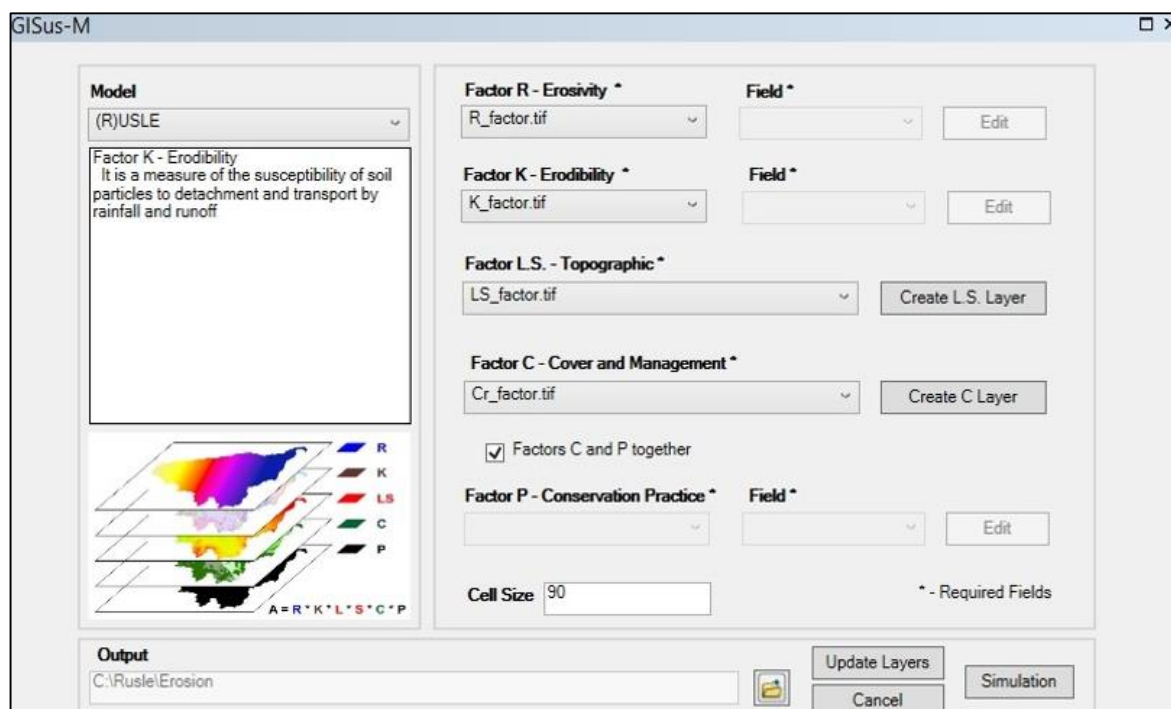 GISus-M
Model
(R)USLE
Factor K - Erodibility
It is a measure of the susceptibility of soil
particles to detachment and transport by
rainfall and runoff
R
K
LS
C
P
A = R * K * L * S * C * P
Factor R - Erosivity *
Field *
R_factor.tif
Edit
Factor K - Erodibility *
Field *
K_factor.tif
Edit
Factor L.S. - Topographic *
LS_factor.tif
Create L.S. Layer
Factor C - Cover and Management *
Cr_factor.tif
Create C Layer
Factors C and P together
Factor P - Conservation Practice *
Field *
Edit
Cell Size
90
* - Required Fields
Output
C:\Rusle\Erosion
Update Layers
Cancel
Simulation